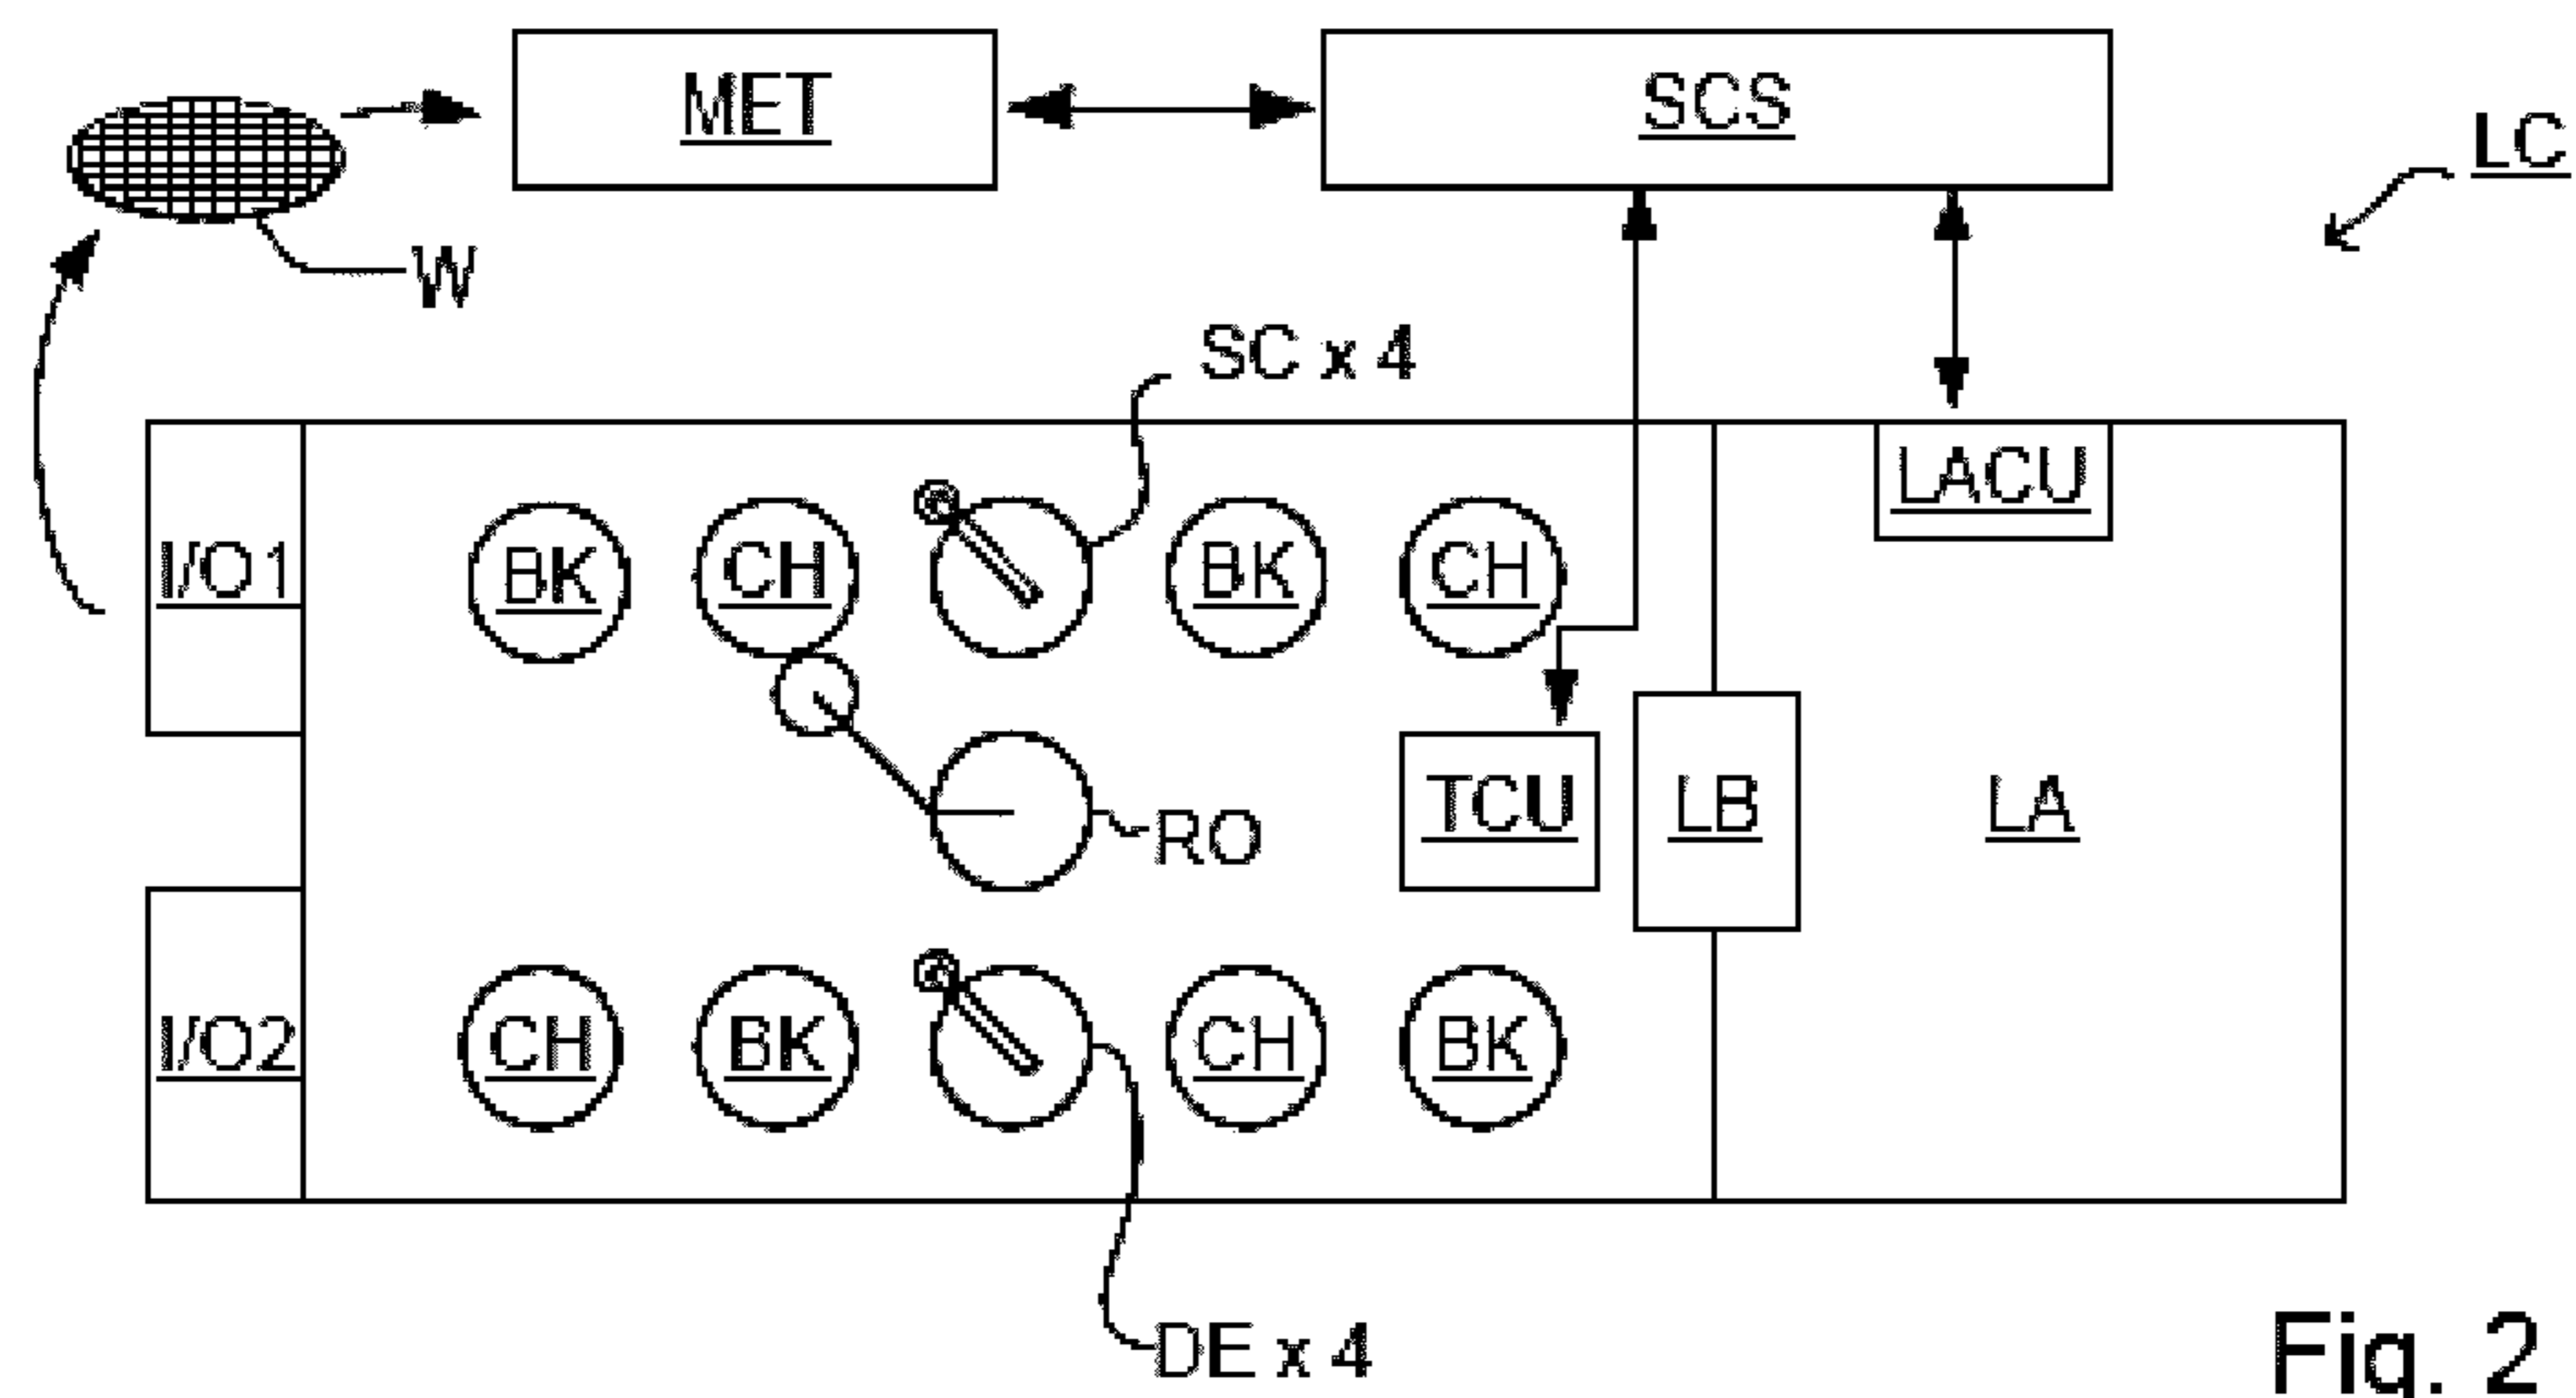 MET
SCS
LC
W
SC x 4
LACU
I/O1
BK
CH
BK
CH
RO
TCU
LB
LA
I/O2
CH
BK
CH
BK
DE x 4
Fig. 2